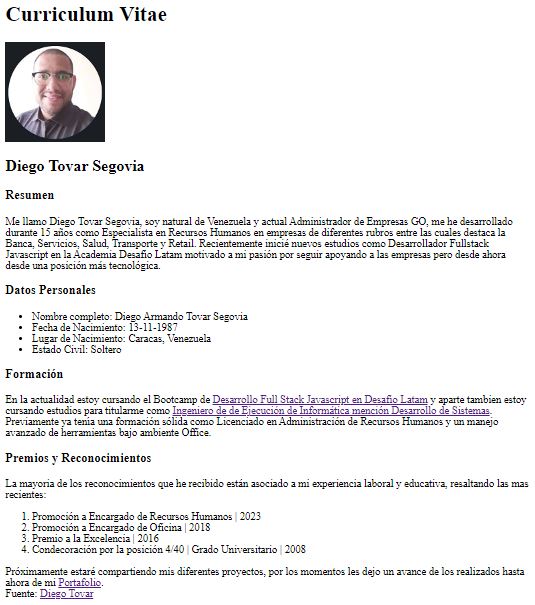 Curriculum Vitae
Diego Tovar Segovia
Resumen
Me llamo Diego Tovar Segovia, soy natural de Venezuela y actual Administrador de Empresas GO, me he desarrollado
durante 15 años como Especialista en Recursos Humanos en empresas de diferentes rubros entre las cuales destaca la
Banca, Servicios, Salud, Transporte y Retail. Recientemente inicié nuevos estudios como Desarrollador Fullstack
Javascript en la Academia Desafio Latam motivado a mi pasión por seguir apoyando a las empresas pero desde ahora
desde una posición más tecnológica.
Datos Personales
• Nombre completo: Diego Armando Tovar Segovia
• Fecha de Nacimiento: 13-11-1987
• Lugar de Nacimiento: Caracas, Venezuela
• Estado Civil: Soltero
Formación
En la actualidad estoy cursando el Bootcamp de Desarrollo Full Stack Javascript en Desafio Latam y aparte tambien estoy
cursando estudios para titularme como Ingeniero de de Ejecución de Informática mención Desarrollo de Sistemas.
Previamente ya tenia una formación sólida como Licenciado en Administración de Recursos Humanos y un manejo
avanzado de herramientas bajo ambiente Office.
Premios y Reconocimientos
La mayoria de los reconocimientos que he recibido están asociado a mi experiencia laboral y educativa, resaltando las mas
recientes:
1. Promoción a Encargado de Recursos Humanos | 2023
2. Promoción a Encargado de Oficina | 2018
3. Premio a la Excelencia | 2016
4. Condecoración por la posición 4/40 | Grado Universitario | 2008
Próximamente estaré compartiendo mis diferentes proyectos, por los momentos les dejo un avance de los realizados hasta
ahora de mi Portafolio.
Fuente: Diego Tovar